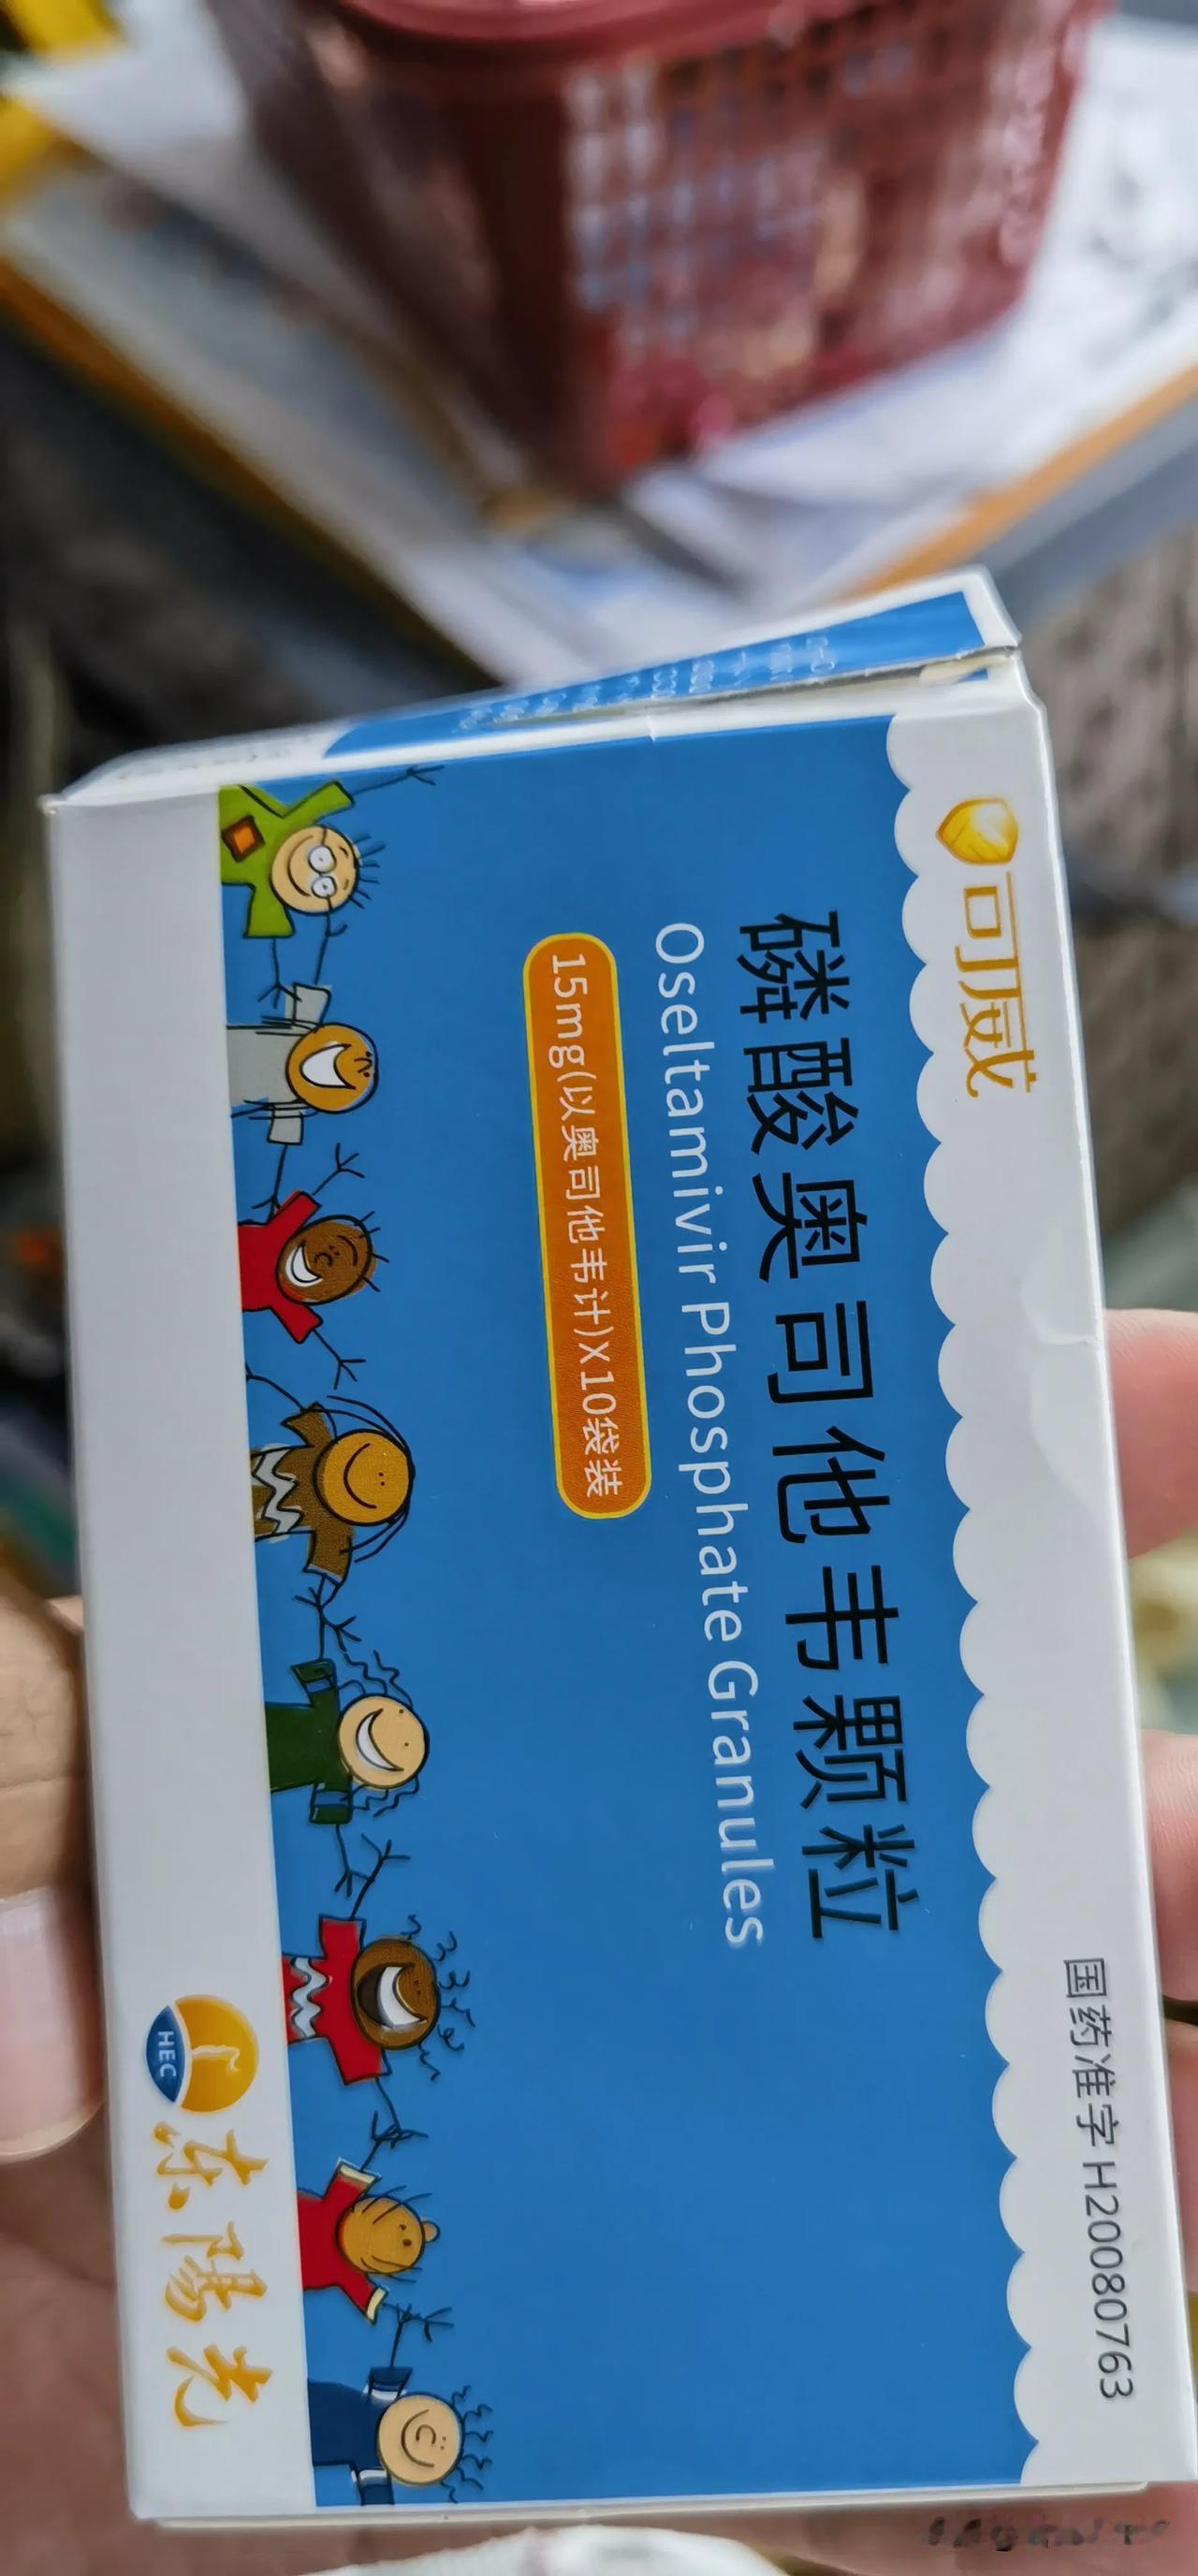 可威
国药准字 H20080763
磷酸奥司他韦颗粒
Oseltamivir Phosphate Granules
15mg(以奥司他韦计)x10袋装
HEC
东阳光